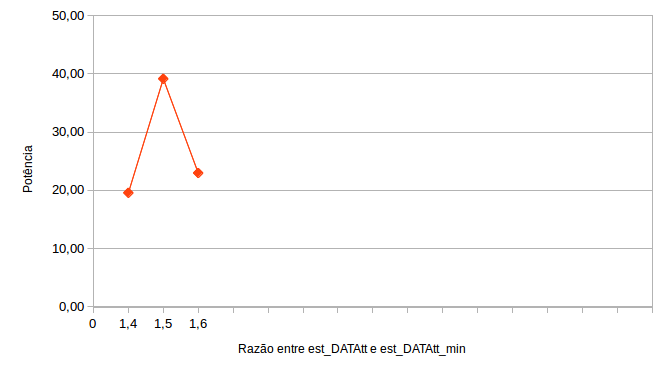 50,00
40,00
30,00
20,00
10,00
0,00
Potência
0 1,4 1,5 1,6
Razão entre est_DATAtt e est_DATAtt_min